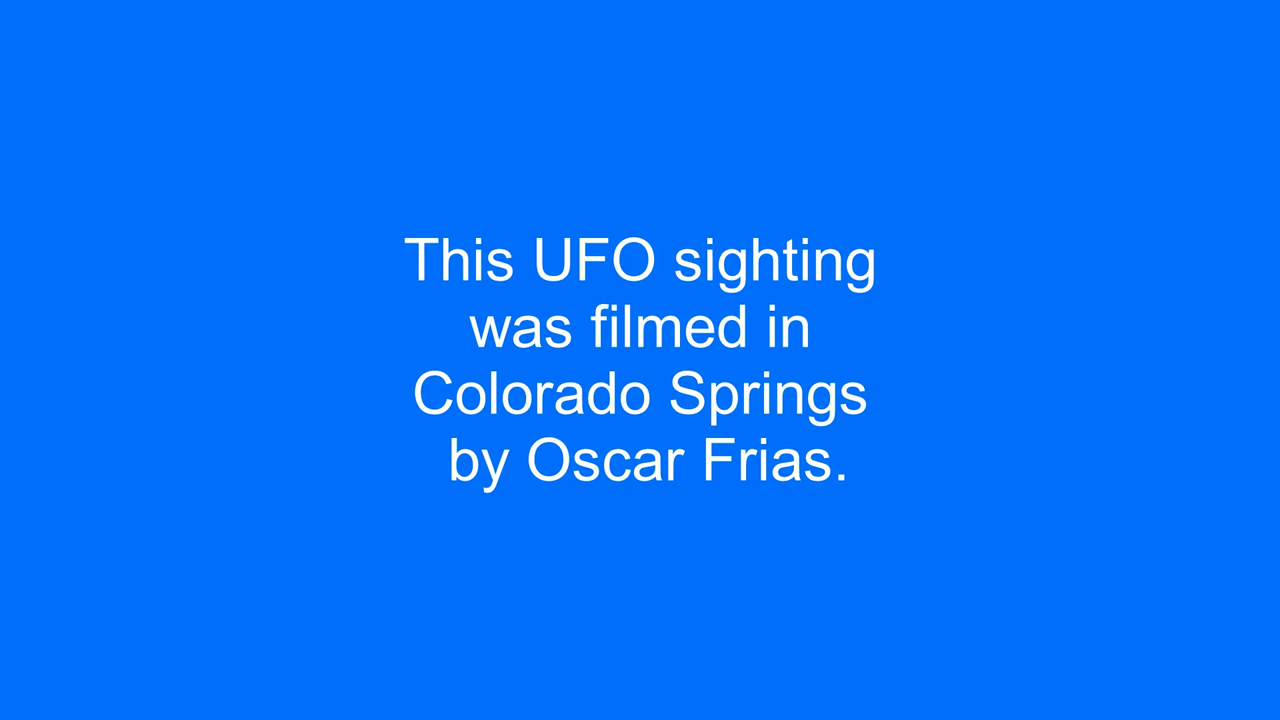 This UFO sighting
was filmed in
Colorado Springs
by Oscar Frias.